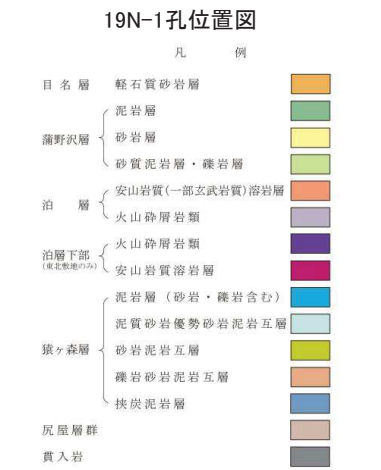 19N-1孔位置図
凡 例
目名層 軽石質砂岩層
泥岩層
蒲野沢層 砂岩層
砂質泥岩層・礫岩層
安山岩質(一部玄武岩質)溶岩層
泊 層
火山砕屑岩類
泊層下部 火山砕屑岩類
(東北敷地のみ)
安山岩質溶岩層
泥岩層(砂岩・礫岩含む)
泥質砂岩優勢砂岩泥岩互層
猿ヶ森層 砂岩泥岩互層
礫岩砂岩泥岩互層
挟炭泥岩層
尻屋層群
貫入岩